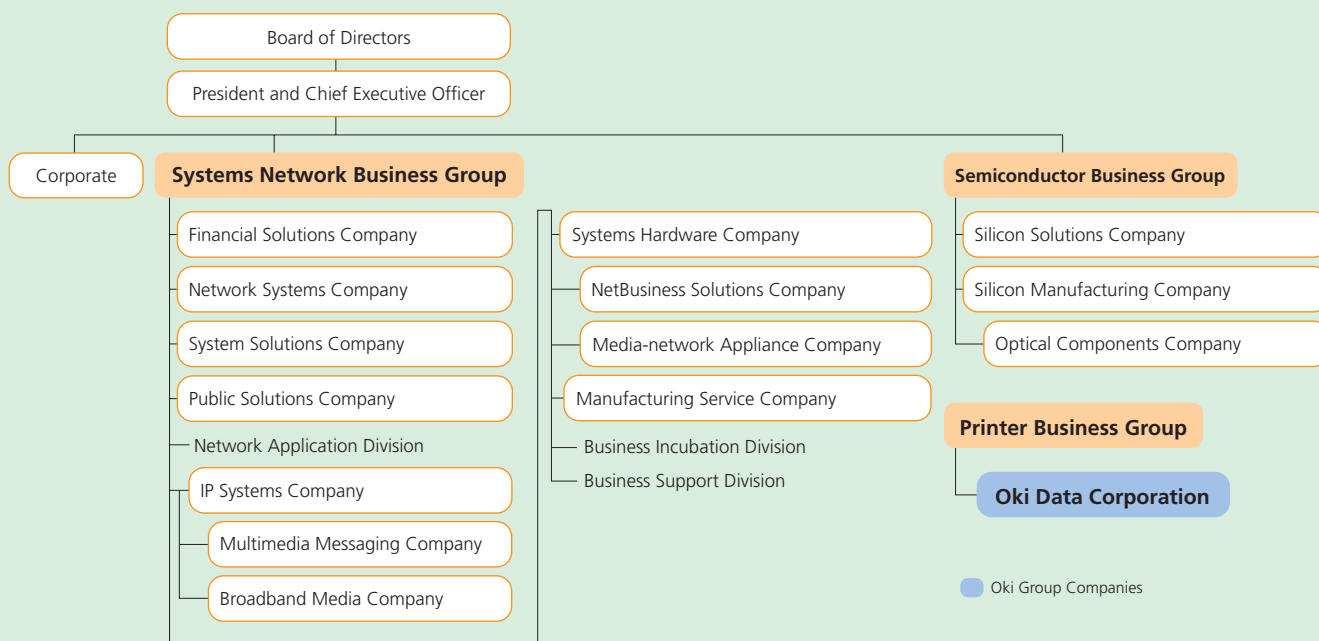 Board of Directors
President and Chief Executive Officer
Corporate
Systems Network Business Group
Financial Solutions Company
Network Systems Company
System Solutions Company
Public Solutions Company
Network Application Division
IP Systems Company
Multimedia Messaging Company
Broadband Media Company
Systems Hardware Company
NetBusiness Solutions Company
Media-network Appliance Company
Manufacturing Service Company
Business Incubation Division
Business Support Division
Semiconductor Business Group
Silicon Solutions Company
Silicon Manufacturing Company
Optical Components Company
Printer Business Group
Oki Data Corporation
Oki Group Companies